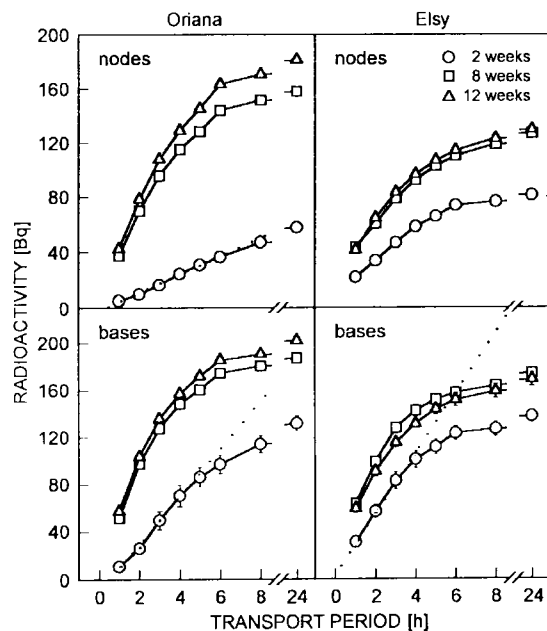 Oriana
Elsy
200
160
120
80
40
0
nodes
nodes
2 weeks
8 weeks
12 weeks
RADIOACTIVITY [Bq]
200
160
120
80
40
0
bases
bases
0 2 4 6 8 24
0 2 4 6 8 24
TRANSPORT PERIOD [h]